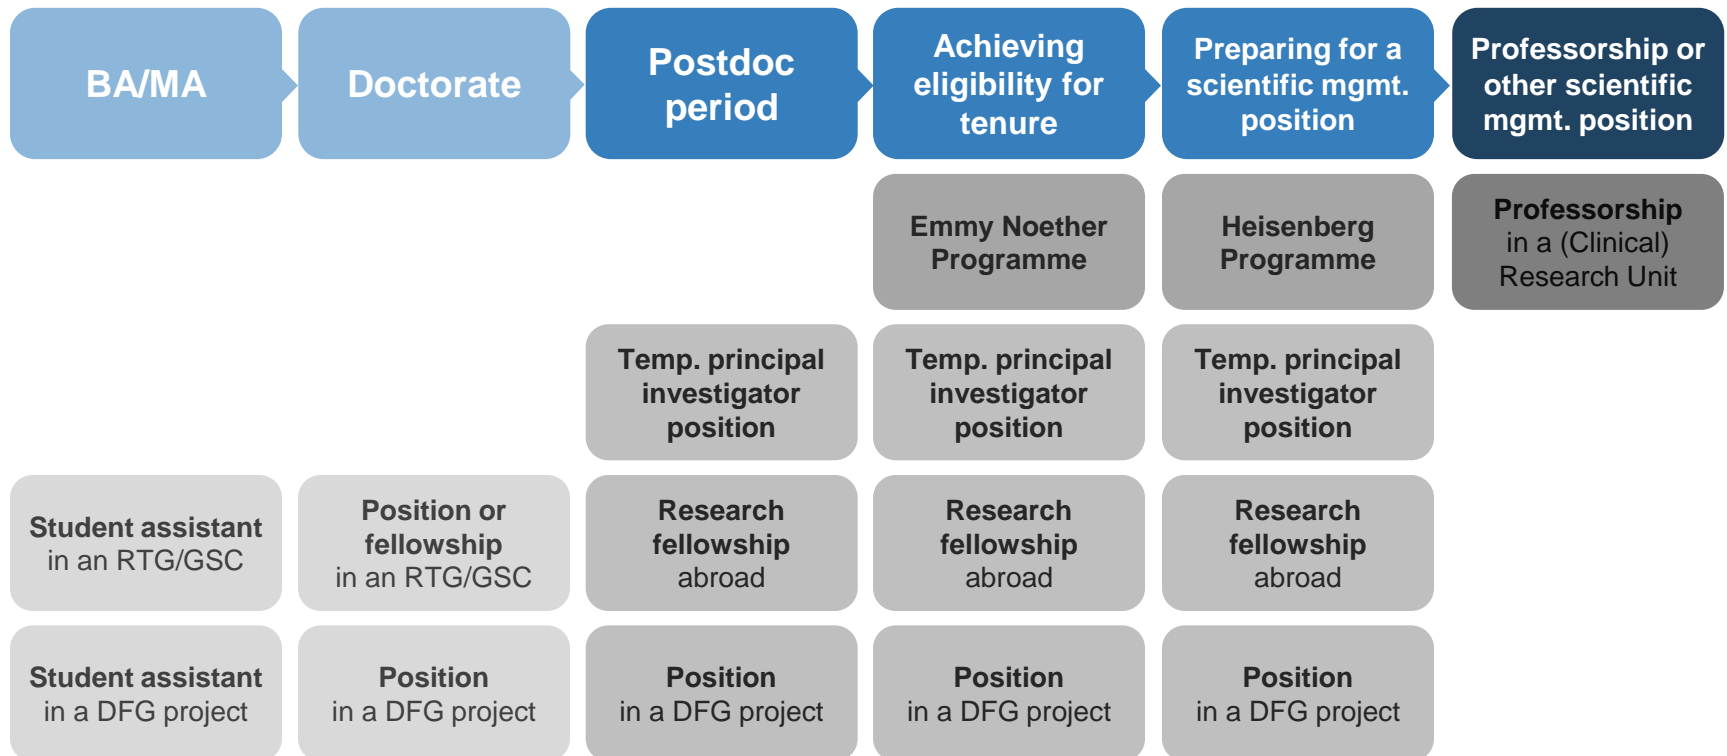 BA/MA
Doctorate
Postdoc
period
Achieving
eligibility for
tenure
Preparing for a
scientific mgmt.
position
Professorship or
other scientific
mgmt. position
Emmy Noether
Programme
Heisenberg
Programme
Professorship
in a (Clinical)
Research Unit
Temp. principal
investigator
position
Temp. principal
investigator
position
Temp. principal
investigator
position
Student assistant
in an RTG/GSC
Position or
fellowship
in an RTG/GSC
Research
fellowship
abroad
Research
fellowship
abroad
Research
fellowship
abroad
Student assistant
in a DFG project
Position
in a DFG project
Position
in a DFG project
Position
in a DFG project
Position
in a DFG project